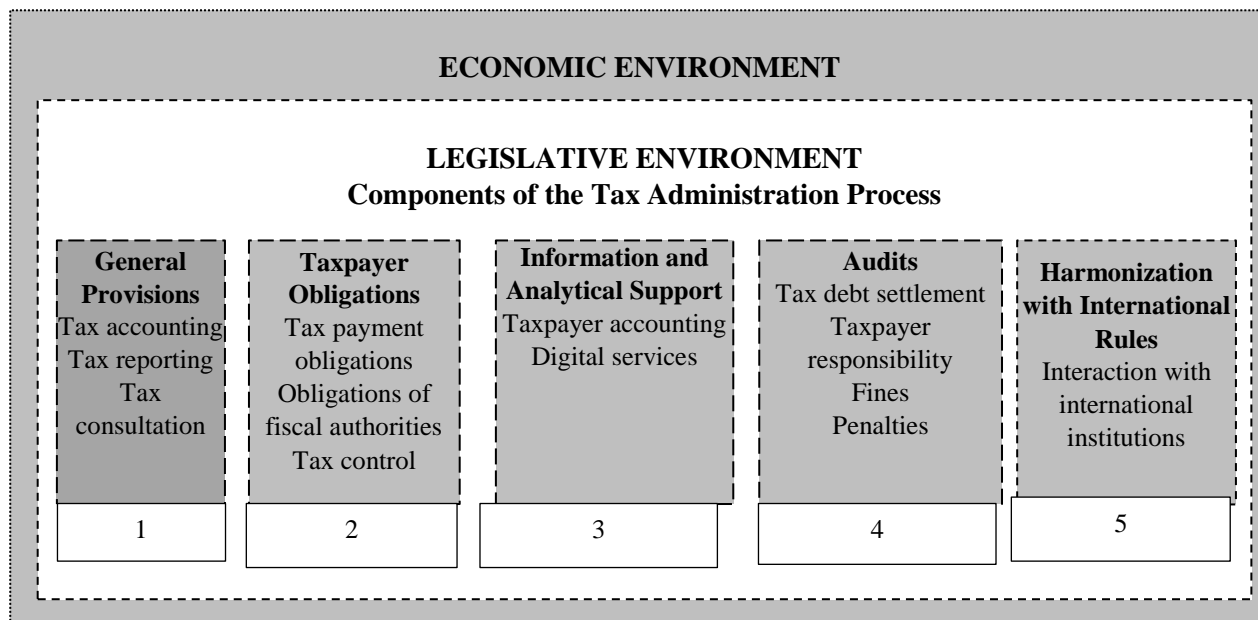 ECONOMIC ENVIRONMENT
LEGISLATIVE ENVIRONMENT
Components of the Tax Administration Process
General
Provisions
Tax accounting
Tax reporting
Tax
consultation
1
Taxpayer
Obligations
Tax payment
obligations
Obligations of
fiscal authorities
Tax control
2
Information and
Analytical Support
Taxpayer accounting
Digital services
3
Audits
Tax debt settlement
Taxpayer
responsibility
Fines
Penalties
4
Harmonization
with International
Rules
Interaction with
international
institutions
5